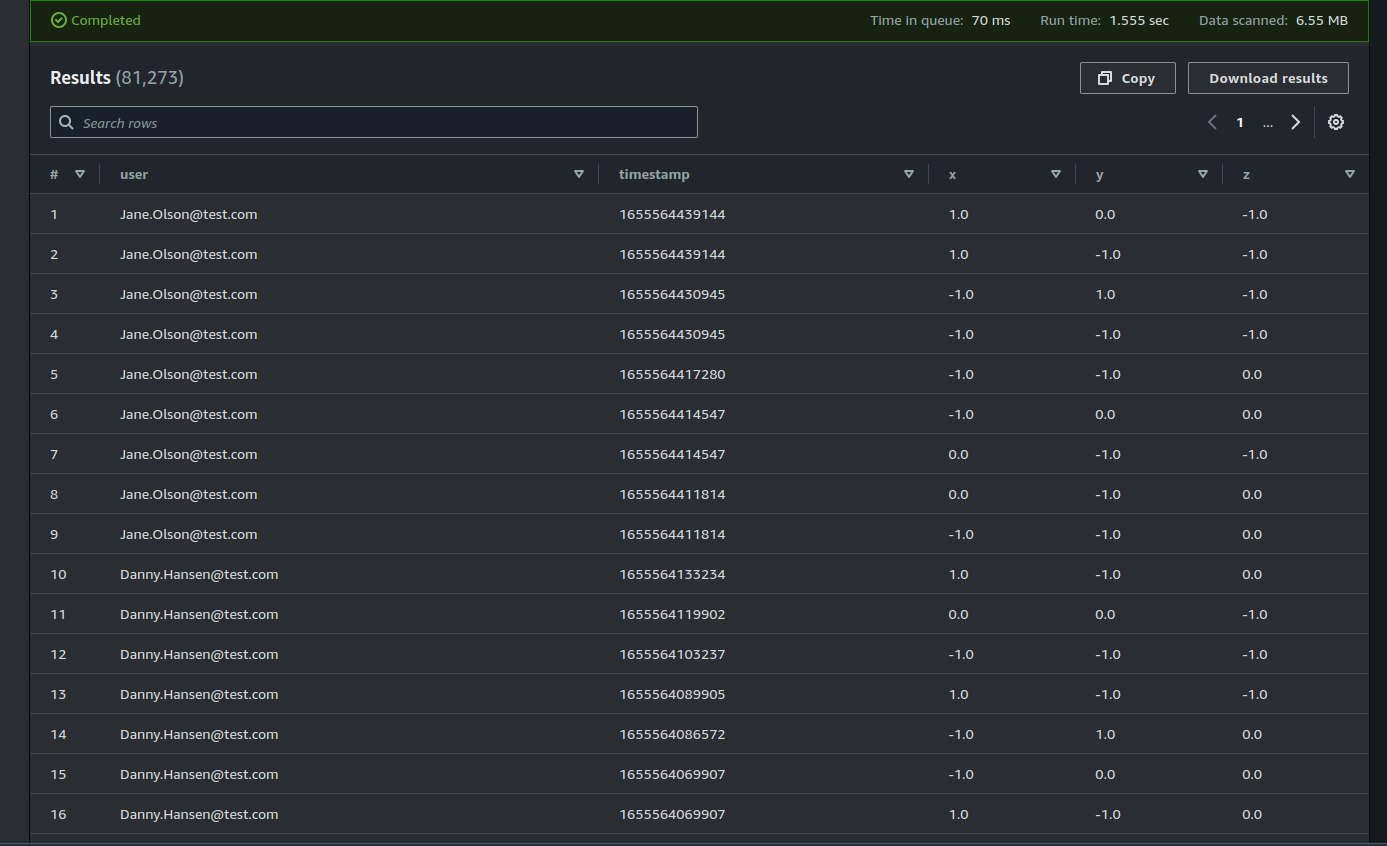 Completed Time in queue: 70 ms Run time: 1.555 sec Data scanned: 6.55 MB
Results (81,273) Copy Download results
Search rows 1 ...
# user timestamp x y z
1 Jane.Olson@test.com 1655564439144 1.0 0.0 -1.0
2 Jane.Olson@test.com 1655564439144 1.0 -1.0 -1.0
3 Jane.Olson@test.com 1655564430945 -1.0 1.0 -1.0
4 Jane.Olson@test.com 1655564430945 -1.0 -1.0 -1.0
5 Jane.Olson@test.com 1655564417280 -1.0 -1.0 0.0
6 Jane.Olson@test.com 1655564414547 -1.0 0.0 0.0
7 Jane.Olson@test.com 1655564414547 0.0 -1.0 -1.0
8 Jane.Olson@test.com 1655564411814 0.0 -1.0 0.0
9 Jane.Olson@test.com 1655564411814 -1.0 -1.0 0.0
10 Danny.Hansen@test.com 1655564133234 1.0 -1.0 0.0
11 Danny.Hansen@test.com 1655564119902 0.0 0.0 -1.0
12 Danny.Hansen@test.com 1655564103237 -1.0 -1.0 -1.0
13 Danny.Hansen@test.com 1655564089905 1.0 -1.0 -1.0
14 Danny.Hansen@test.com 1655564086572 -1.0 1.0 0.0
15 Danny.Hansen@test.com 1655564069907 -1.0 0.0 0.0
16 Danny.Hansen@test.com 1655564069907 1.0 -1.0 0.0